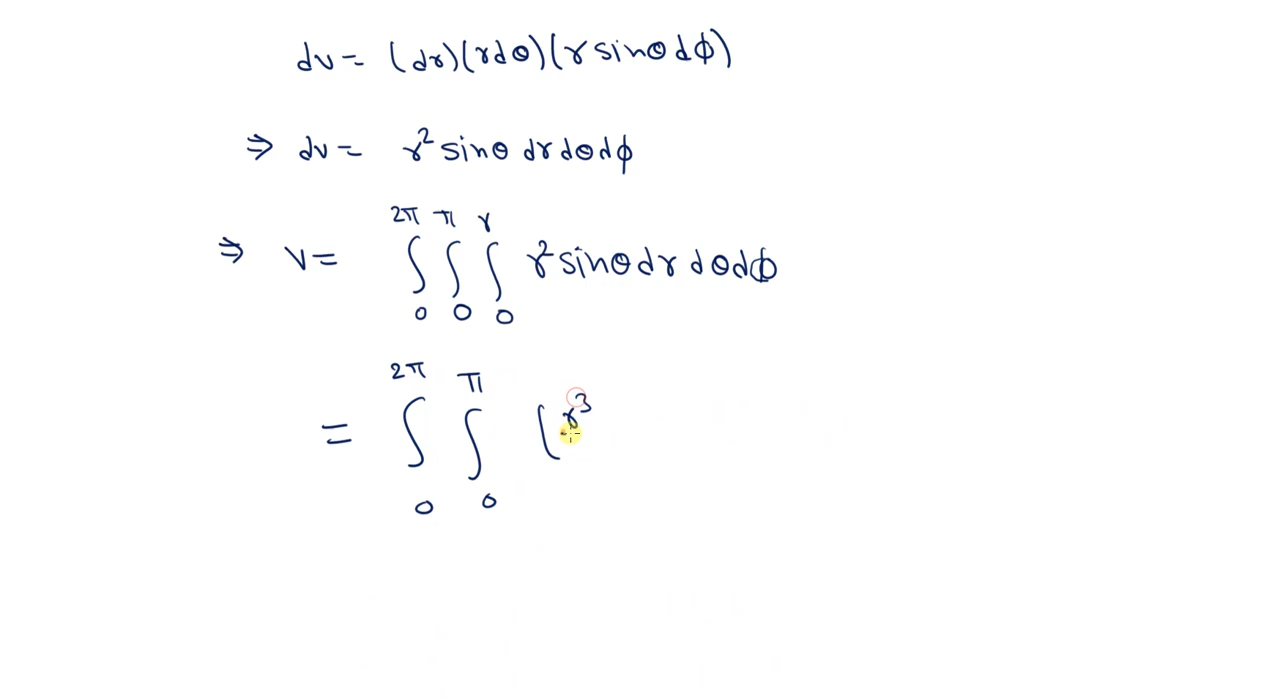 dv = (dr)(rdθ)(r sinθ dϕ)
⇒ dv = r² sinθ dr dθ dϕ
⇒ V = ∫₀^2π ∫₀^π ∫₀^r r² sinθ dr dθ dϕ
= ∫₀^2π ∫₀^π (r³